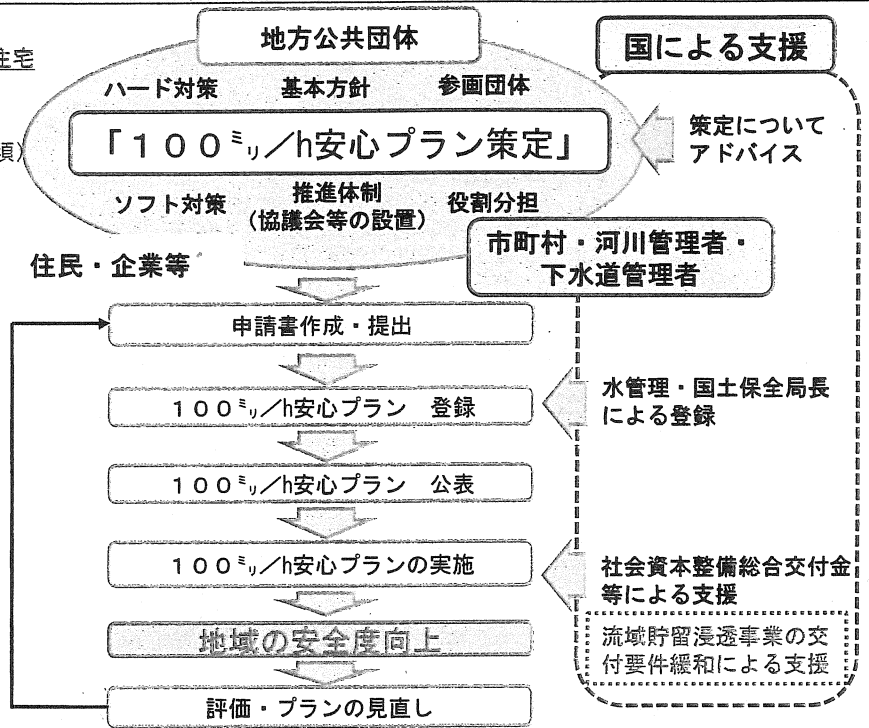 住宅
頃)
地方公共団体
国による支援
ハード対策 基本方針 参画団体
「100㍉/h安心プラン策定」
策定について
アドバイス
ソフト対策
推進体制
(協議会等の設置)
役割分担
市町村・河川管理者・
下水道管理者
住民・企業等
申請書作成・提出
100㍉/h安心プラン 登録
水管理・国土保全局長
による登録
100㍉/h安心プラン 公表
100㍉/h安心プランの実施
社会資本整備総合交付金
等による支援
流域貯留浸透事業の交
付要件緩和による支援
地域の安全度向上
評価・プランの見直し